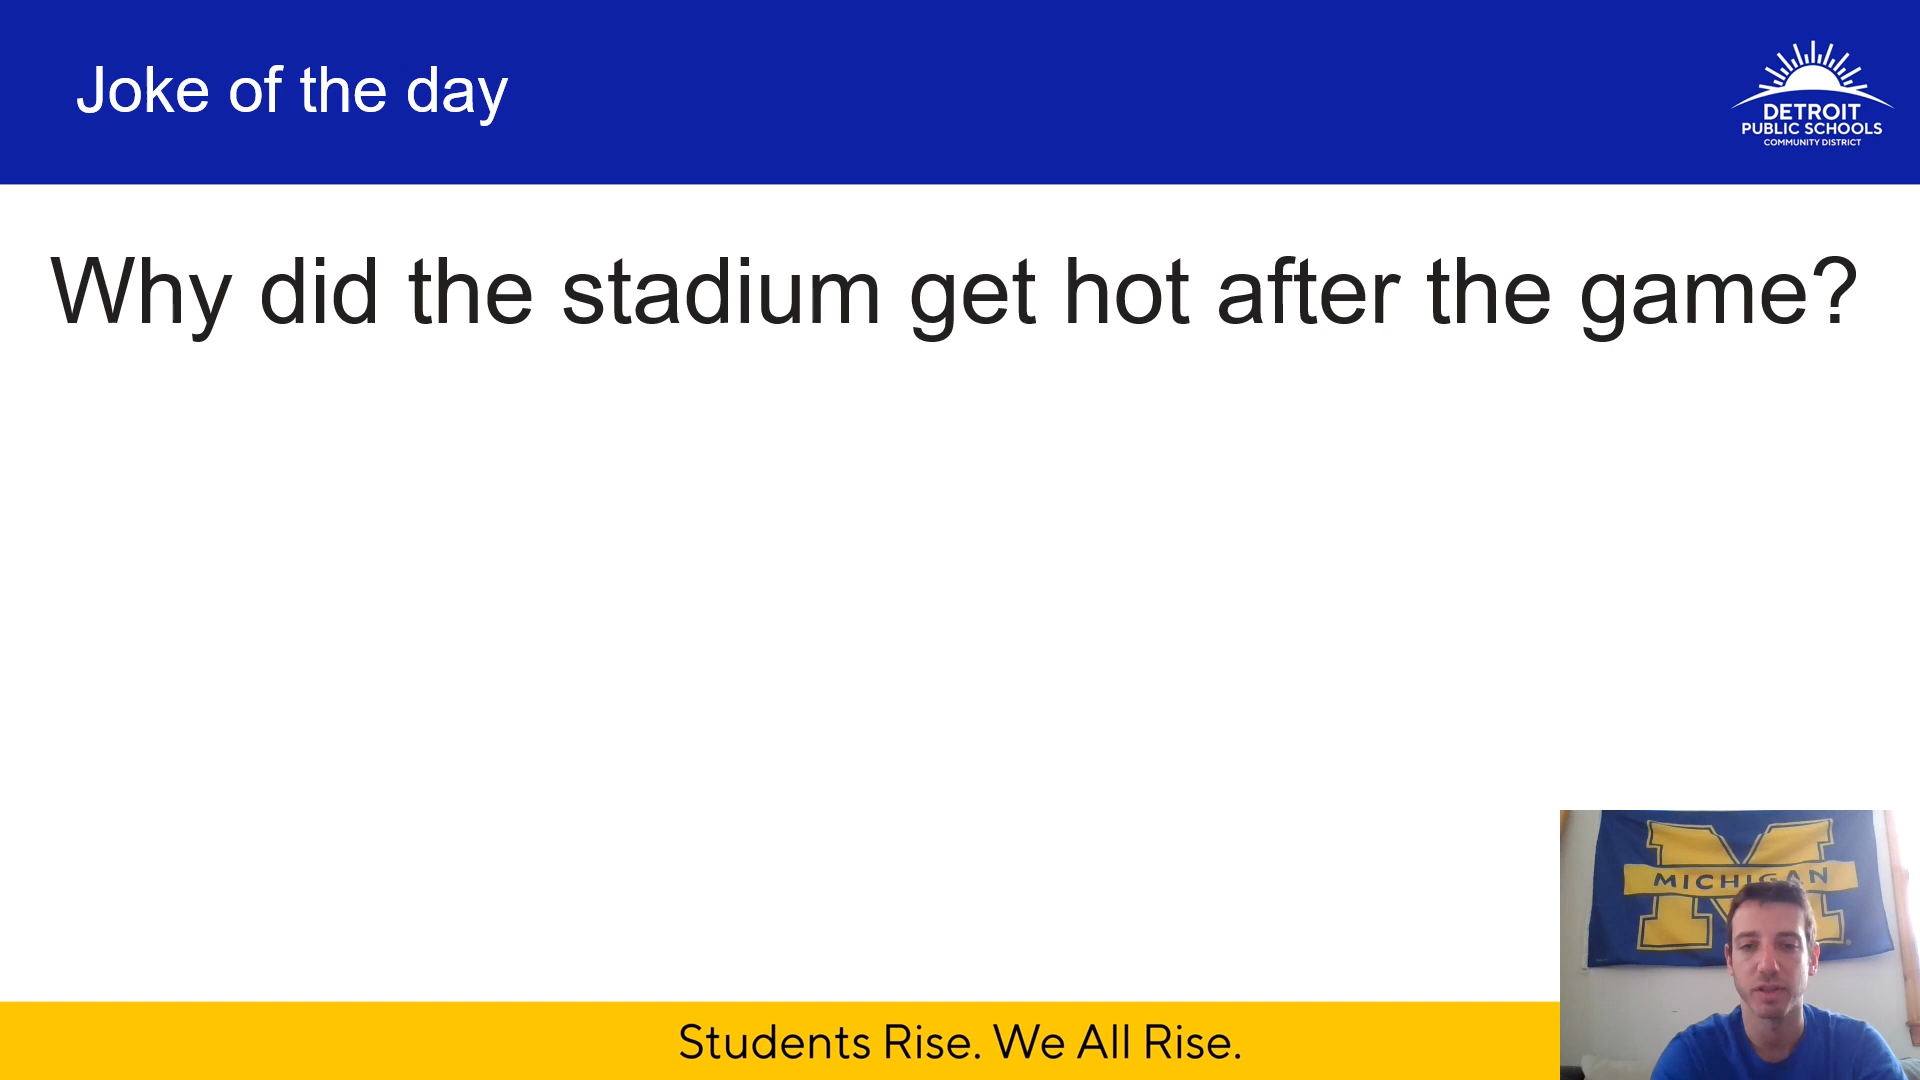 Joke of the day
DETROIT
PUBLIC SCHOOLS
COMMUNITY DISTRICT
Why did the stadium get hot after the game?
MICHIGAN
Students Rise. We All Rise.